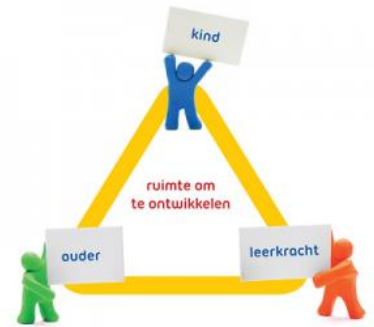 kind
ruimte om
te ontwikkelen
ouder
leerkracht